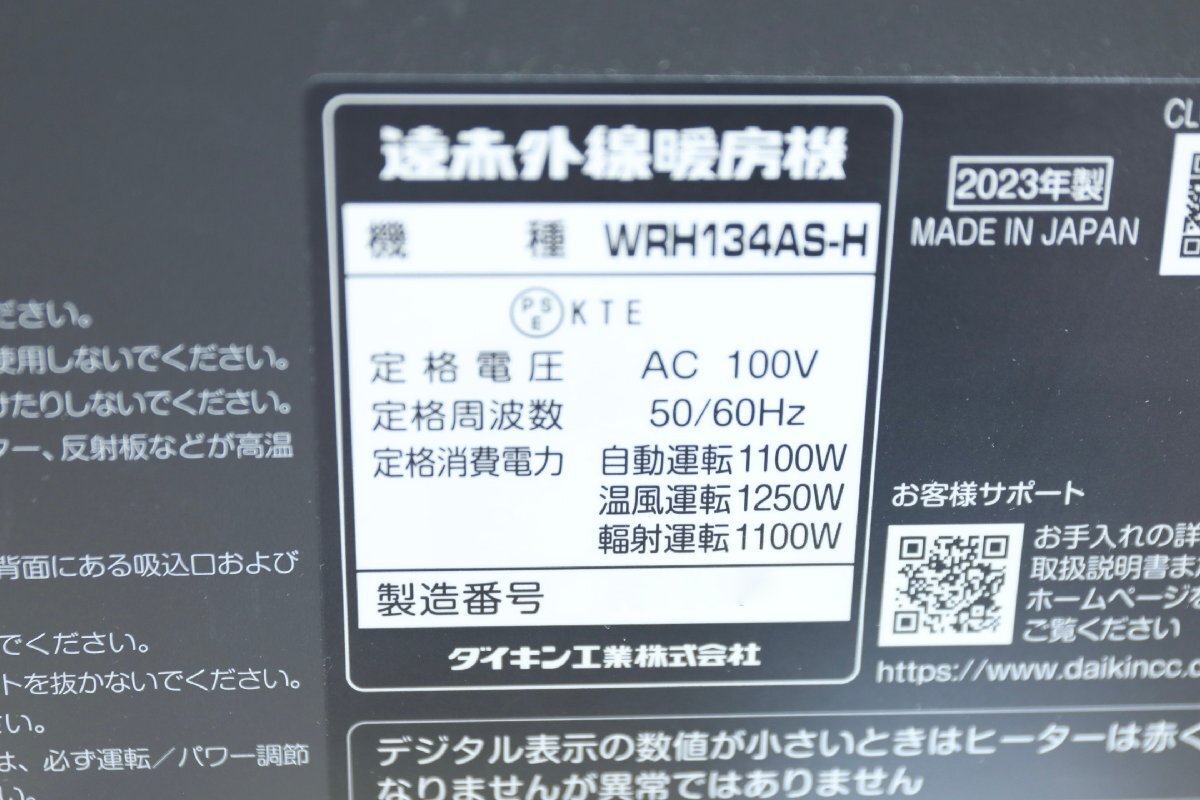 遠赤外線暖房機
機 種 WRH134AS-H
PSE KTE
定格電圧 AC 100V
定格周波数 50/60Hz
定格消費電力 自動運転1100W
温風運転1250W
輻射運転1100W
製造番号
ダイキン工業株式会社
2023年製
MADE IN JAPAN
CL
ださい。
使用しないでください。
けたりしないでください。
ター、反射板などが高温
背面にある吸込口および
でください。
トを抜かないでください。
さい。
は、必ず運転／パワー調節
い。
お客様サポート
お手入れの詳
取扱説明書ま
ホームページを
ご覧ください
https://www.daikincc.c
デジタル表示の数値が小さいときはヒーターは赤く
なりませんが異常ではありません